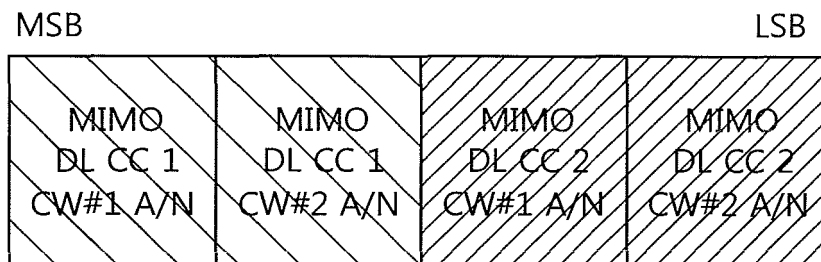 MSB LSB
MIMO
DL CC 1
CW#1 A/N
MIMO
DL CC 1
CW#2 A/N
MIMO
DL CC 2
CW#1 A/N
MIMO
DL CC 2
CW#2 A/N